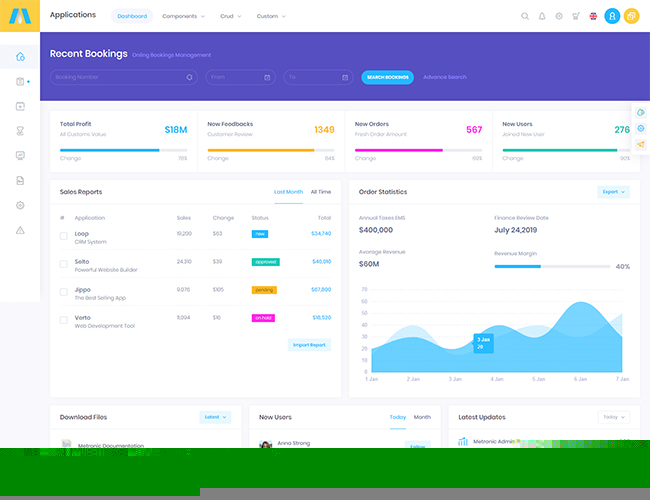 Applications Dashboard Components Crud Custom
Recent Bookings Online Bookings Management
Booking Number From To SEARCH BOOKINGS Advance Search
Total Profit $18M New Feedbacks 1349 New Orders 567 New Users 276
All Customs Value Customer Review Fresh Order Amount Joined New User
Change 78% Change 84% Change 69% Change 90%
Sales Reports Last Month All Time
# Application Sales Change Status Total
Loop 19,200 $63 new $34,740
CRM System
Selto 24,310 $39 approved $46,010
Powerful Website Builder
Jippo 9,076 $105 pending $67,800
The Best Selling App
Verto 11,094 $16 on hold $18,520
Web Development Tool
Import Report
Order Statistics Export
Annual Taxes EMS Finance Review Date
$400,000 July 24,2019
Avarage Revenue Revenue Margin
$60M 40%
70
60
50
40
30
20
10
0
3 Jan
20
1 Jan 2 Jan 3 Jan 4 Jan 5 Jan 6 Jan 7 Jan
Download Files Latest New Users Today Month Latest Updates Today
Metronic Documentation Anna Strong Follow Metronic Admin